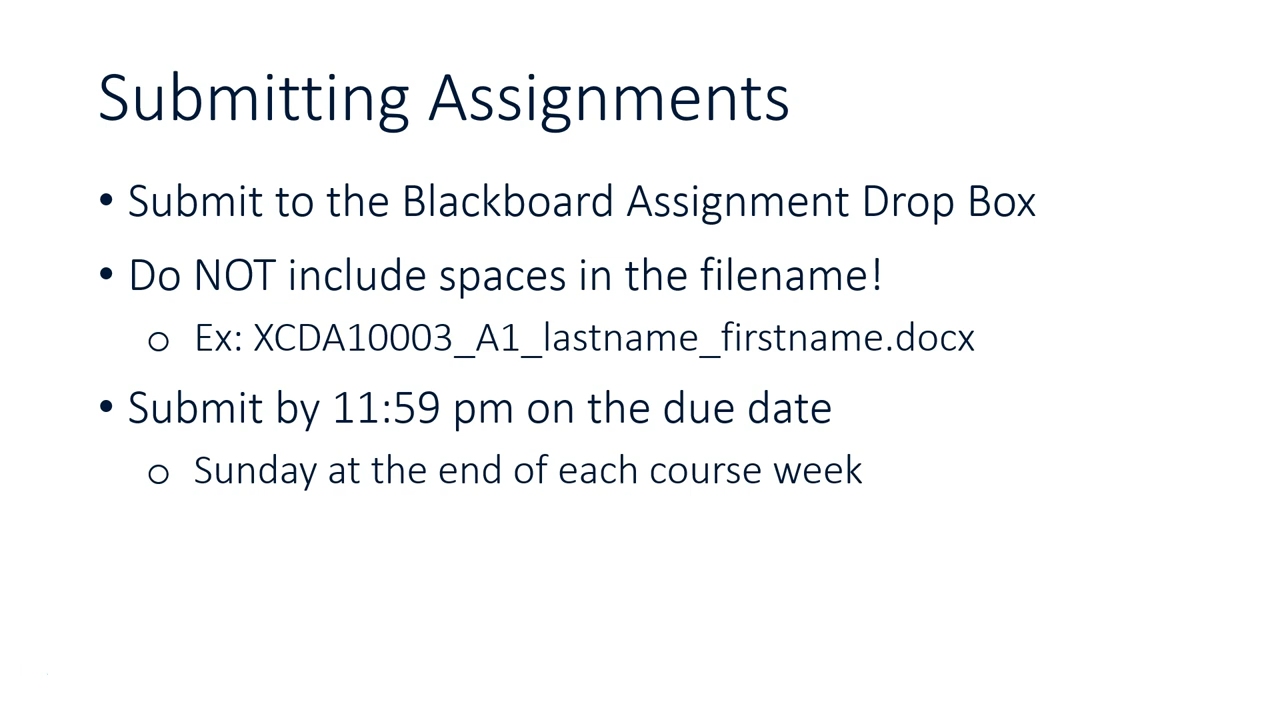 Submitting Assignments
• Submit to the Blackboard Assignment Drop Box
• Do NOT include spaces in the filename!
o Ex: XCDA10003_A1_lastname_firstname.docx
• Submit by 11:59 pm on the due date
o Sunday at the end of each course week